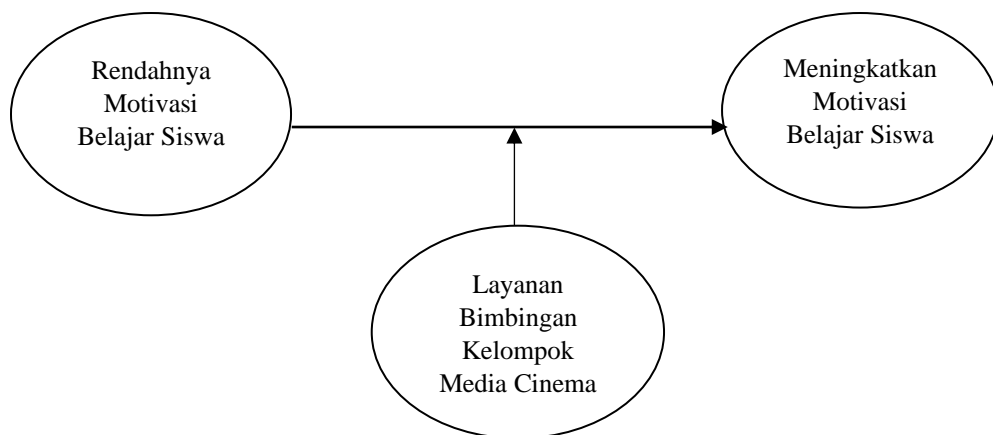 Rendahnya
Motivasi
Belajar Siswa
Meningkatkan
Motivasi
Belajar Siswa
Layanan
Bimbingan
Kelompok
Media Cinema